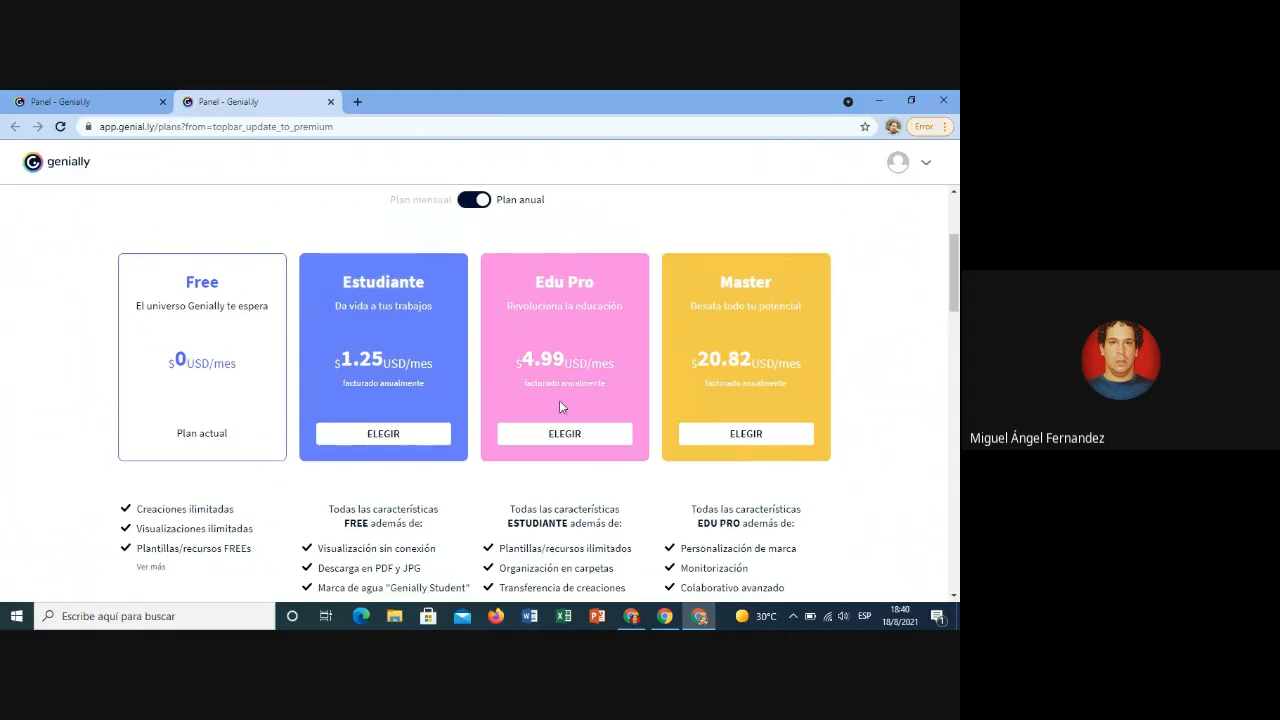 Panel - Genial.ly
Panel - Genial.ly
app.genial.ly/plans?from=topbar_update_to_premium
Error
genially
Plan mensual
Plan anual
Free
El universo Genially te espera
$0USD/mes
Plan actual
Estudiante
Da vida a tus trabajos
$1.25USD/mes
facturado anualmente
ELEGIR
Edu Pro
Revoluciona la educación
$4.99USD/mes
facturado anualmente
ELEGIR
Master
Desata todo tu potencial
$20.82USD/mes
facturado anualmente
ELEGIR
Creaciones ilimitadas
Visualizaciones ilimitadas
Plantillas/recursos FREEs
Ver más
Todas las características
FREE además de:
Visualización sin conexión
Descarga en PDF y JPG
Marca de agua "Genially Student"
Todas las características
ESTUDIANTE además de:
Plantillas/recursos ilimitados
Organización en carpetas
Transferencia de creaciones
Todas las características
EDU PRO además de:
Personalización de marca
Monitorización
Colaborativo avanzado
Miguel Ángel Fernandez
Escribe aquí para buscar
30°C
ESP
18:40
18/8/2021
1